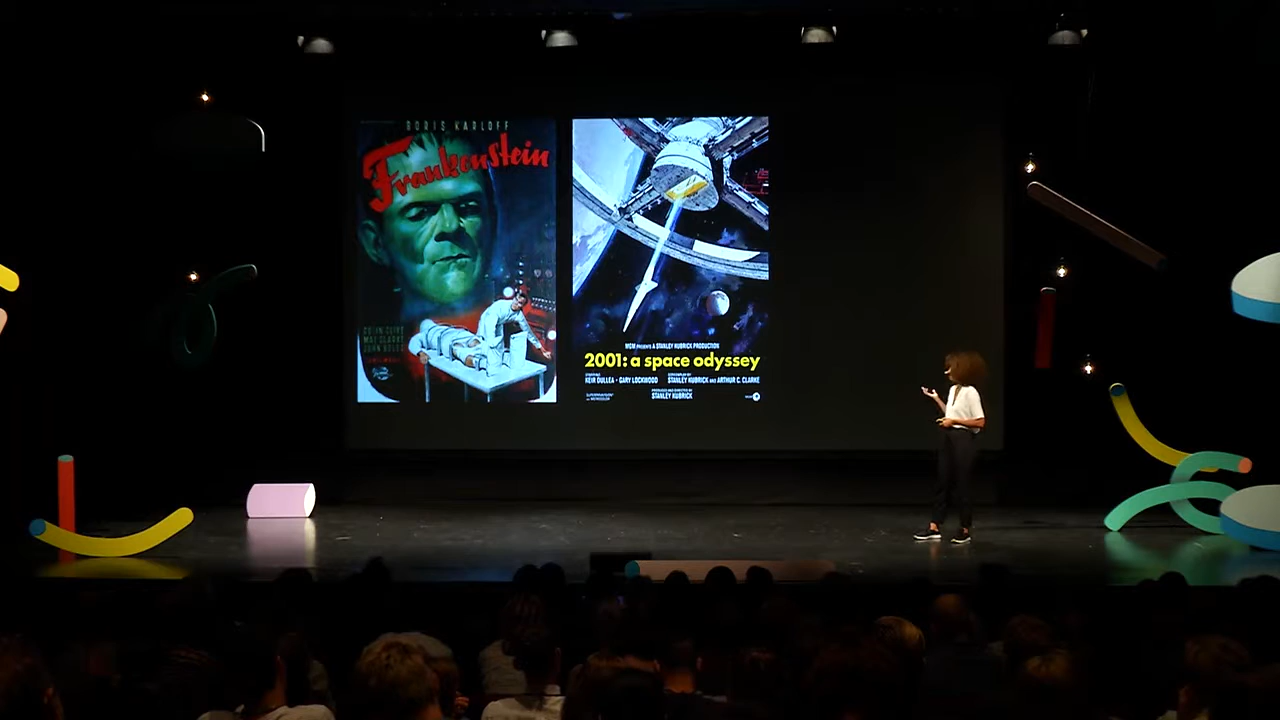 BORIS KARLOFF
Frankenstein
COLIN CLIVE
MAE CLARKE
JOHN BOLES
MGM PRESENTS A STANLEY KUBRICK PRODUCTION
2001: a space odyssey
KEIR DULLEA · GARY LOCKWOOD
STANLEY KUBRICK AND ARTHUR C. CLARKE
STANLEY KUBRICK